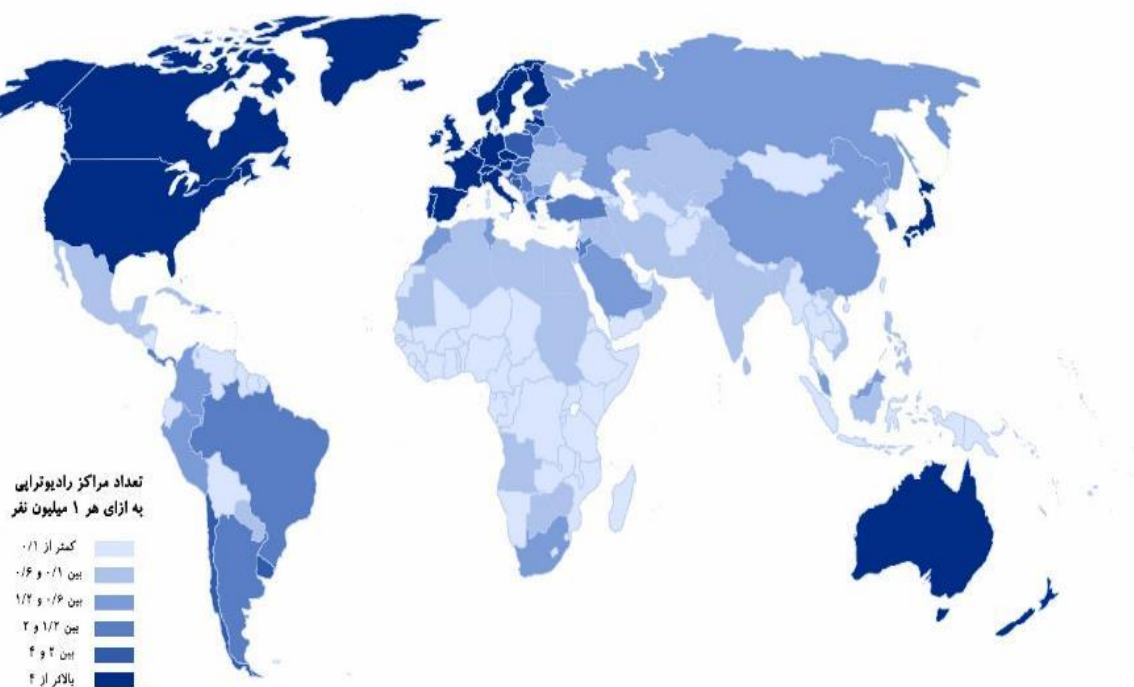 تعداد مراکز رادیوتراپی
به ازای هر ۱ میلیون نفر
کمتر از ۰/۱
بین ۰/۱ و ۰/۶
بین ۰/۶ و ۱/۲
بین ۱/۲ و ۲
بین ۲ و ۴
بالاتر از ۴